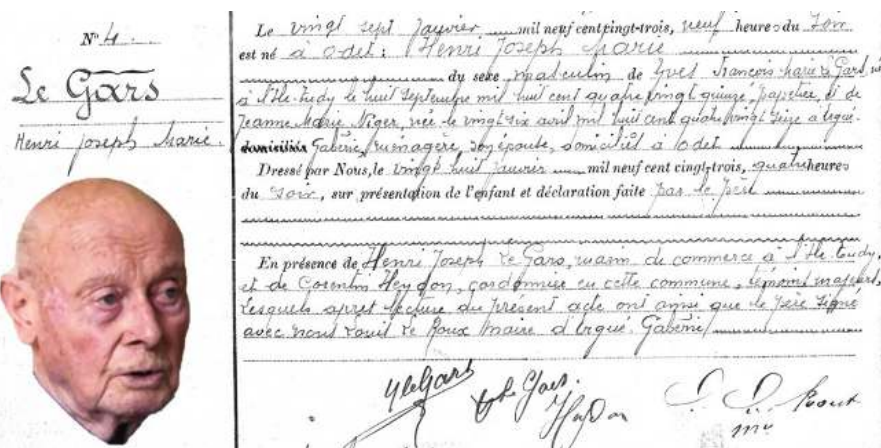 N° 4
Le Gars
Henri Joseph Marie.
Le vingt sept Janvier mil neuf cent vingt-trois, neuf heures du soir
est né à Odet : Henri Joseph Marie
du sexe masculin de Yves François Marie Le Gars, né
à l'Ile-Tudy le huit Septembre mil huit cent quatre vingt quinze, papetier, et de
Jeanne Marie Niger, née le vingt six avril mil huit cent quatre vingt seize à Ergué-
domiciliés Gabéric, ménagère, son épouse, domiciliés à Odet
Dressé par Nous, le vingt huit Janvier mil neuf cent vingt-trois, quatre heures
du soir, sur présentation de l'enfant et déclaration faite par le père
En présence de Henri Joseph Le Gars, marin de commerce à l'Ile Tudy,
et de Corentin Heydon, cordonnier en cette commune, témoins majeurs,
Lesquels après lecture du présent acte ont ainsi que le père signé
avec nous Louis Le Roux maire d'Ergué-Gabéric
YleGars
Le Gars.
Heydon
Roux